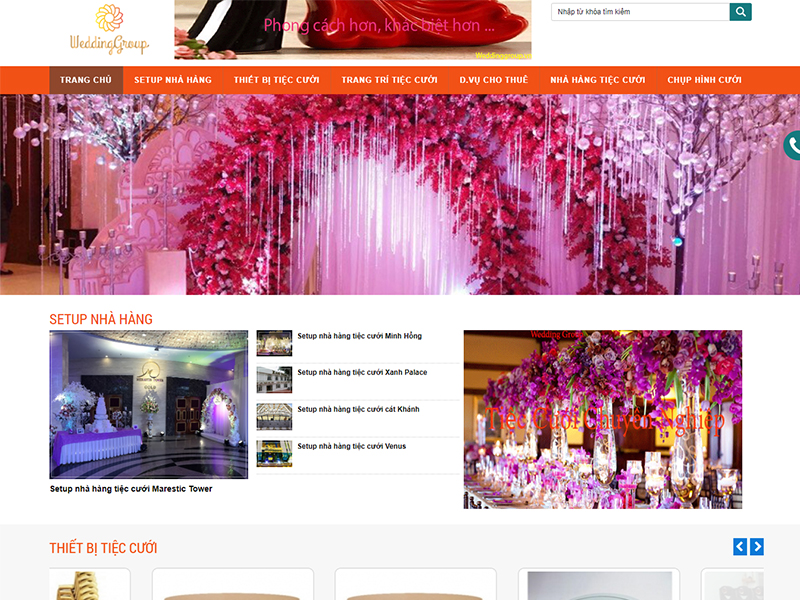 WeddingGroup
Phong cách hơn, khác biệt hơn ...
Nhập từ khóa tìm kiếm
TRANG CHỦ
SETUP NHÀ HÀNG
THIẾT BỊ TIỆC CƯỚI
TRANG TRÍ TIỆC CƯỚI
D.VỤ CHO THUÊ
NHÀ HÀNG TIỆC CƯỚI
CHỤP HÌNH CƯỚI
SETUP NHÀ HÀNG
Setup nhà hàng tiệc cưới Marestic Tower
Setup nhà hàng tiệc cưới Minh Hồng
Setup nhà hàng tiệc cưới Xanh Palace
Setup nhà hàng tiệc cưới cát Khánh
Setup nhà hàng tiệc cưới Venus
Tiệc Cưới Chuyên Nghiệp
THIẾT BỊ TIỆC CƯỚI